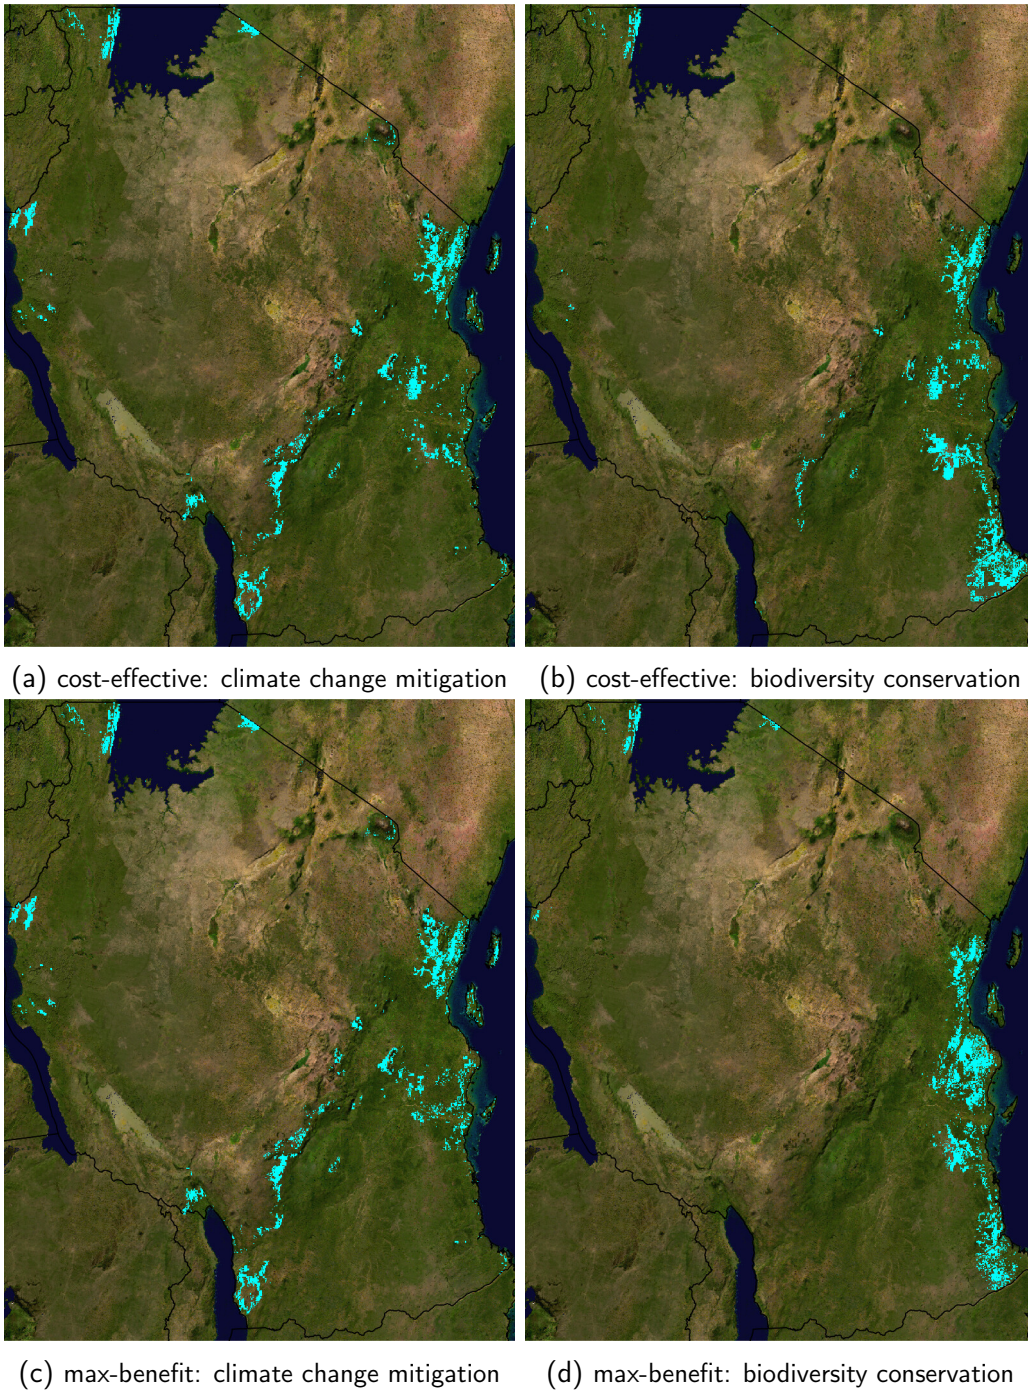 (a) cost-effective: climate change mitigation
(b) cost-effective: biodiversity conservation
(c) max-benefit: climate change mitigation
(d) max-benefit: biodiversity conservation